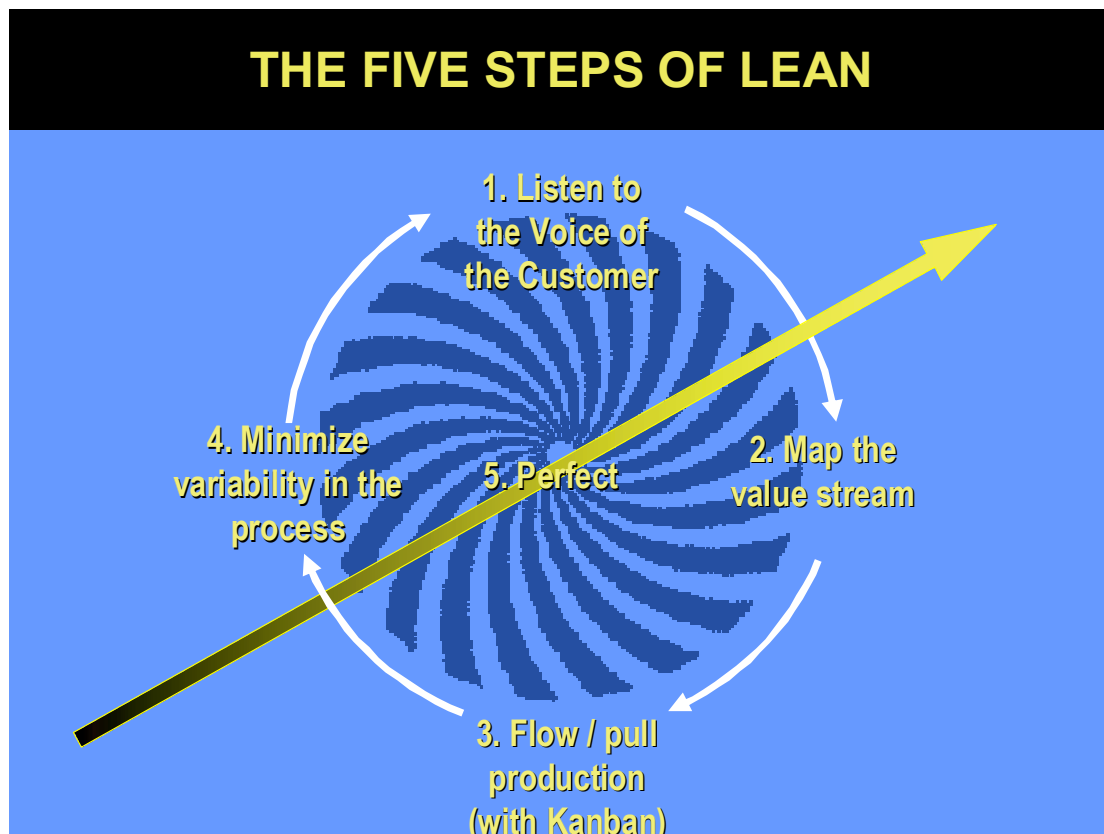 THE FIVE STEPS OF LEAN
1. Listen to
the Voice of
the Customer
2. Map the
value stream
3. Flow / pull
production
(with Kanban)
4. Minimize
variability in the
process
5. Perfect